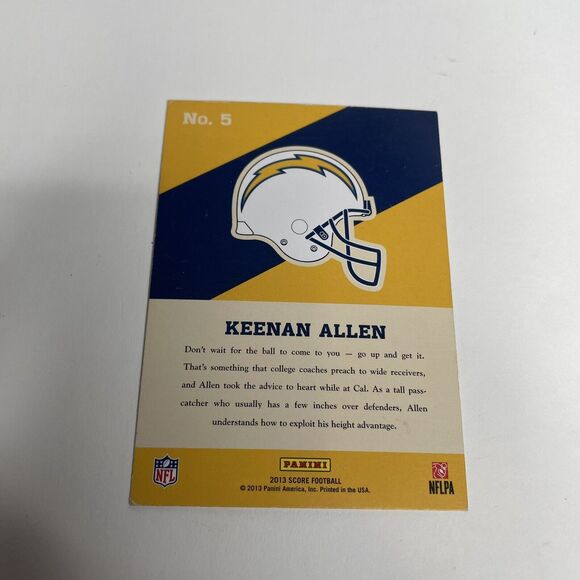 No. 5
KEENAN ALLEN
Don't wait for the ball to come to you — go up and get it.
That's something that college coaches preach to wide receivers,
and Allen took the advice to heart while at Cal. As a tall pass-
catcher who usually has a few inches over defenders, Allen
understands how to exploit his height advantage.
NFL
PANINI
2013 SCORE FOOTBALL
© 2013 Panini America, Inc. Printed in the USA.
NFLPA